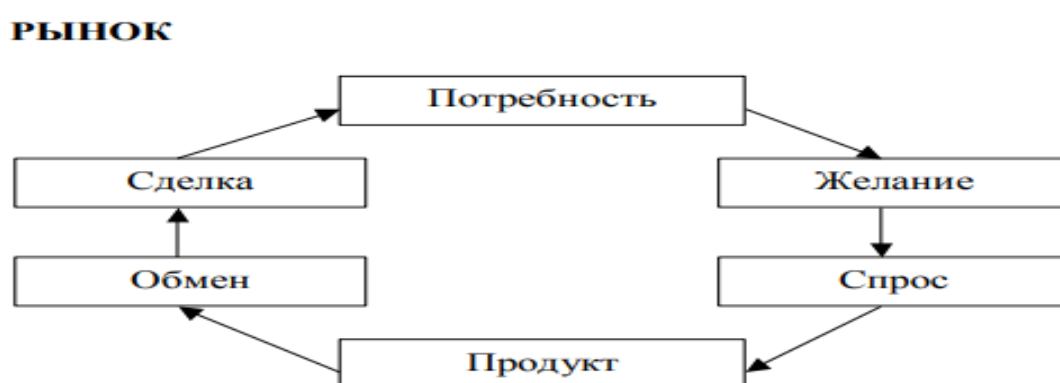 РЫНОК
Потребность
Сделка
Желание
Обмен
Спрос
Продукт